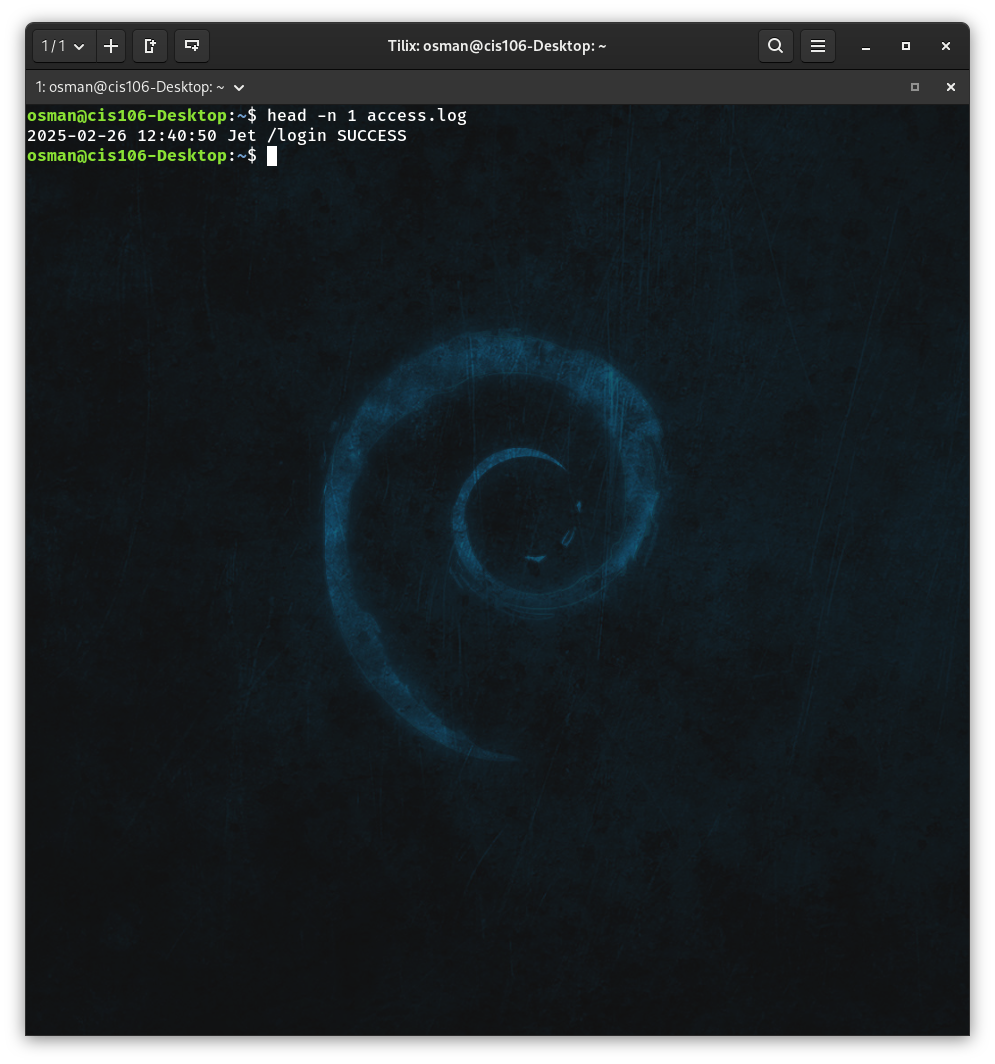 1 / 1
Tilix: osman@cis106-Desktop: ~
1: osman@cis106-Desktop: ~
osman@cis106-Desktop:~$ head -n 1 access.log
2025-02-26 12:40:50 Jet /login SUCCESS
osman@cis106-Desktop:~$